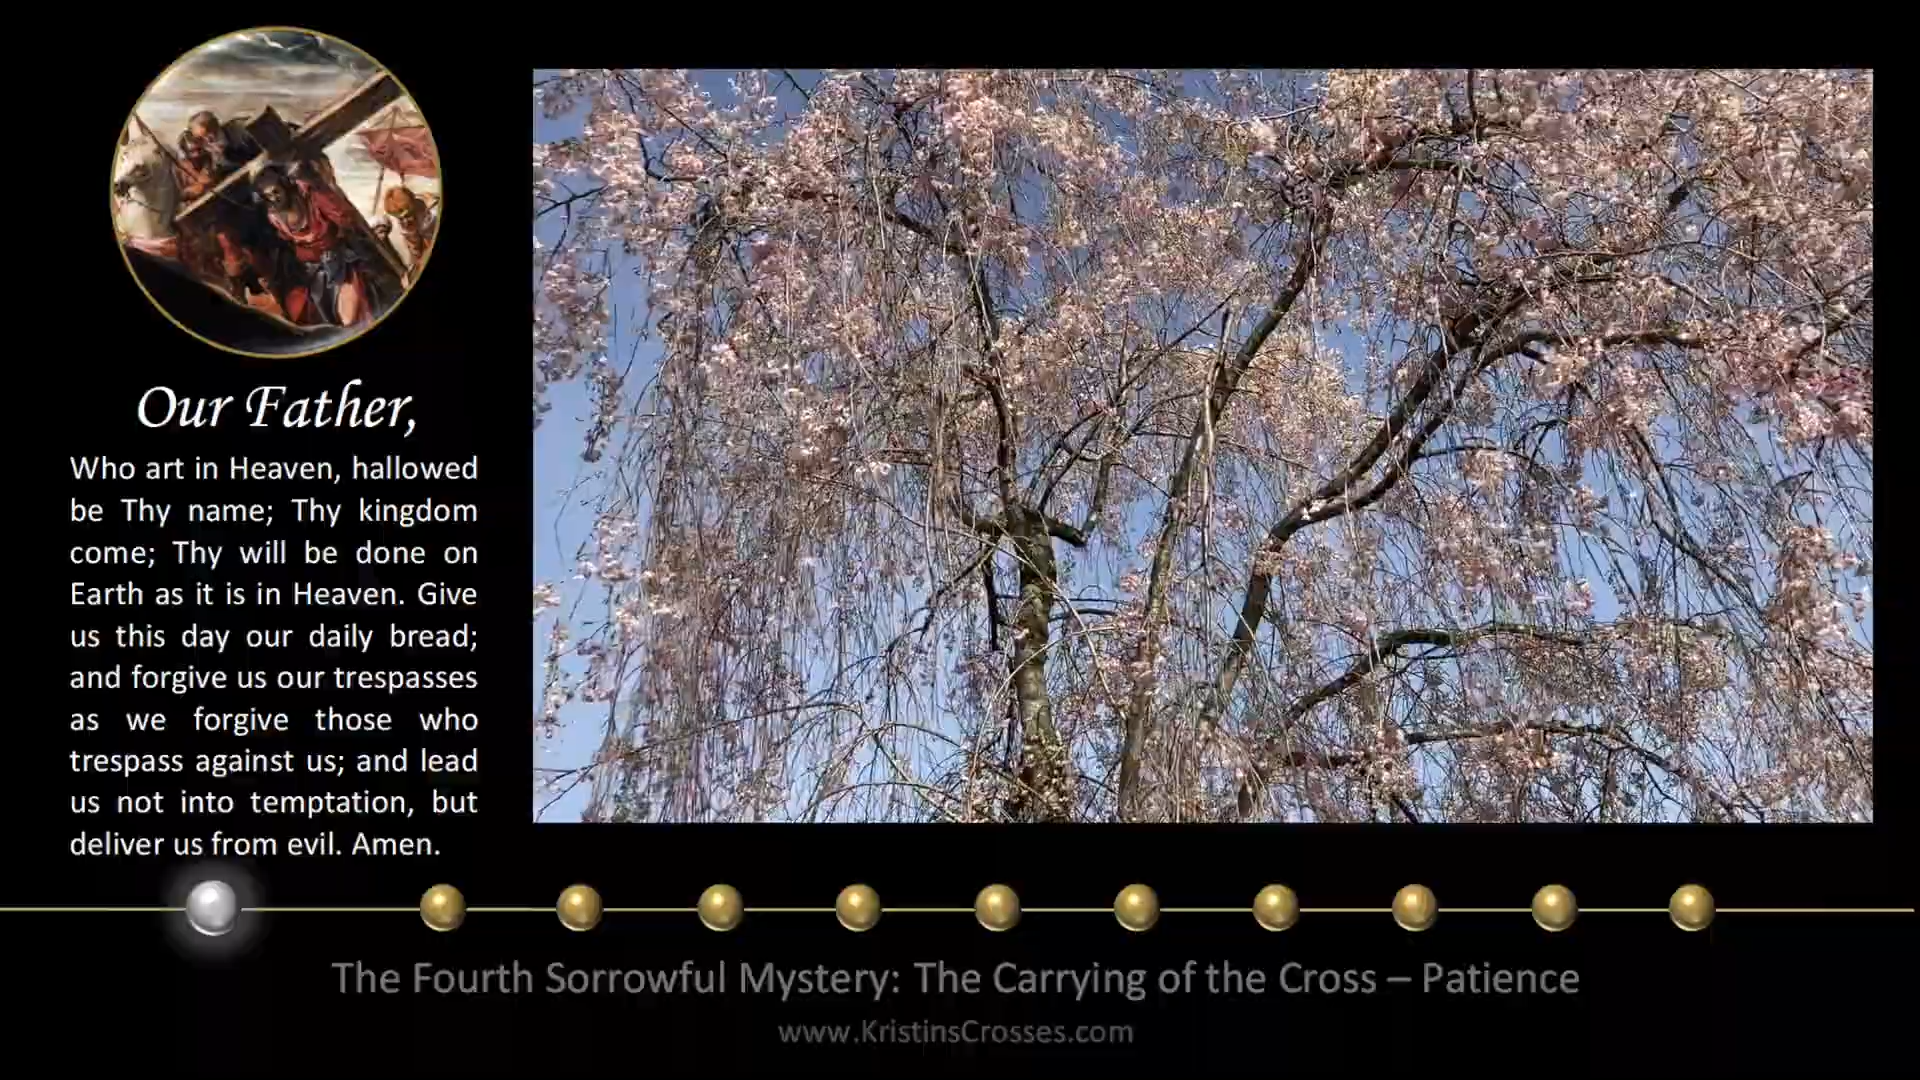 Our Father,
Who art in Heaven, hallowed
be Thy name; Thy kingdom
come; Thy will be done on
Earth as it is in Heaven. Give
us this day our daily bread;
and forgive us our trespasses
as we forgive those who
trespass against us; and lead
us not into temptation, but
deliver us from evil. Amen.
The Fourth Sorrowful Mystery: The Carrying of the Cross – Patience
www.KristinsCrosses.com